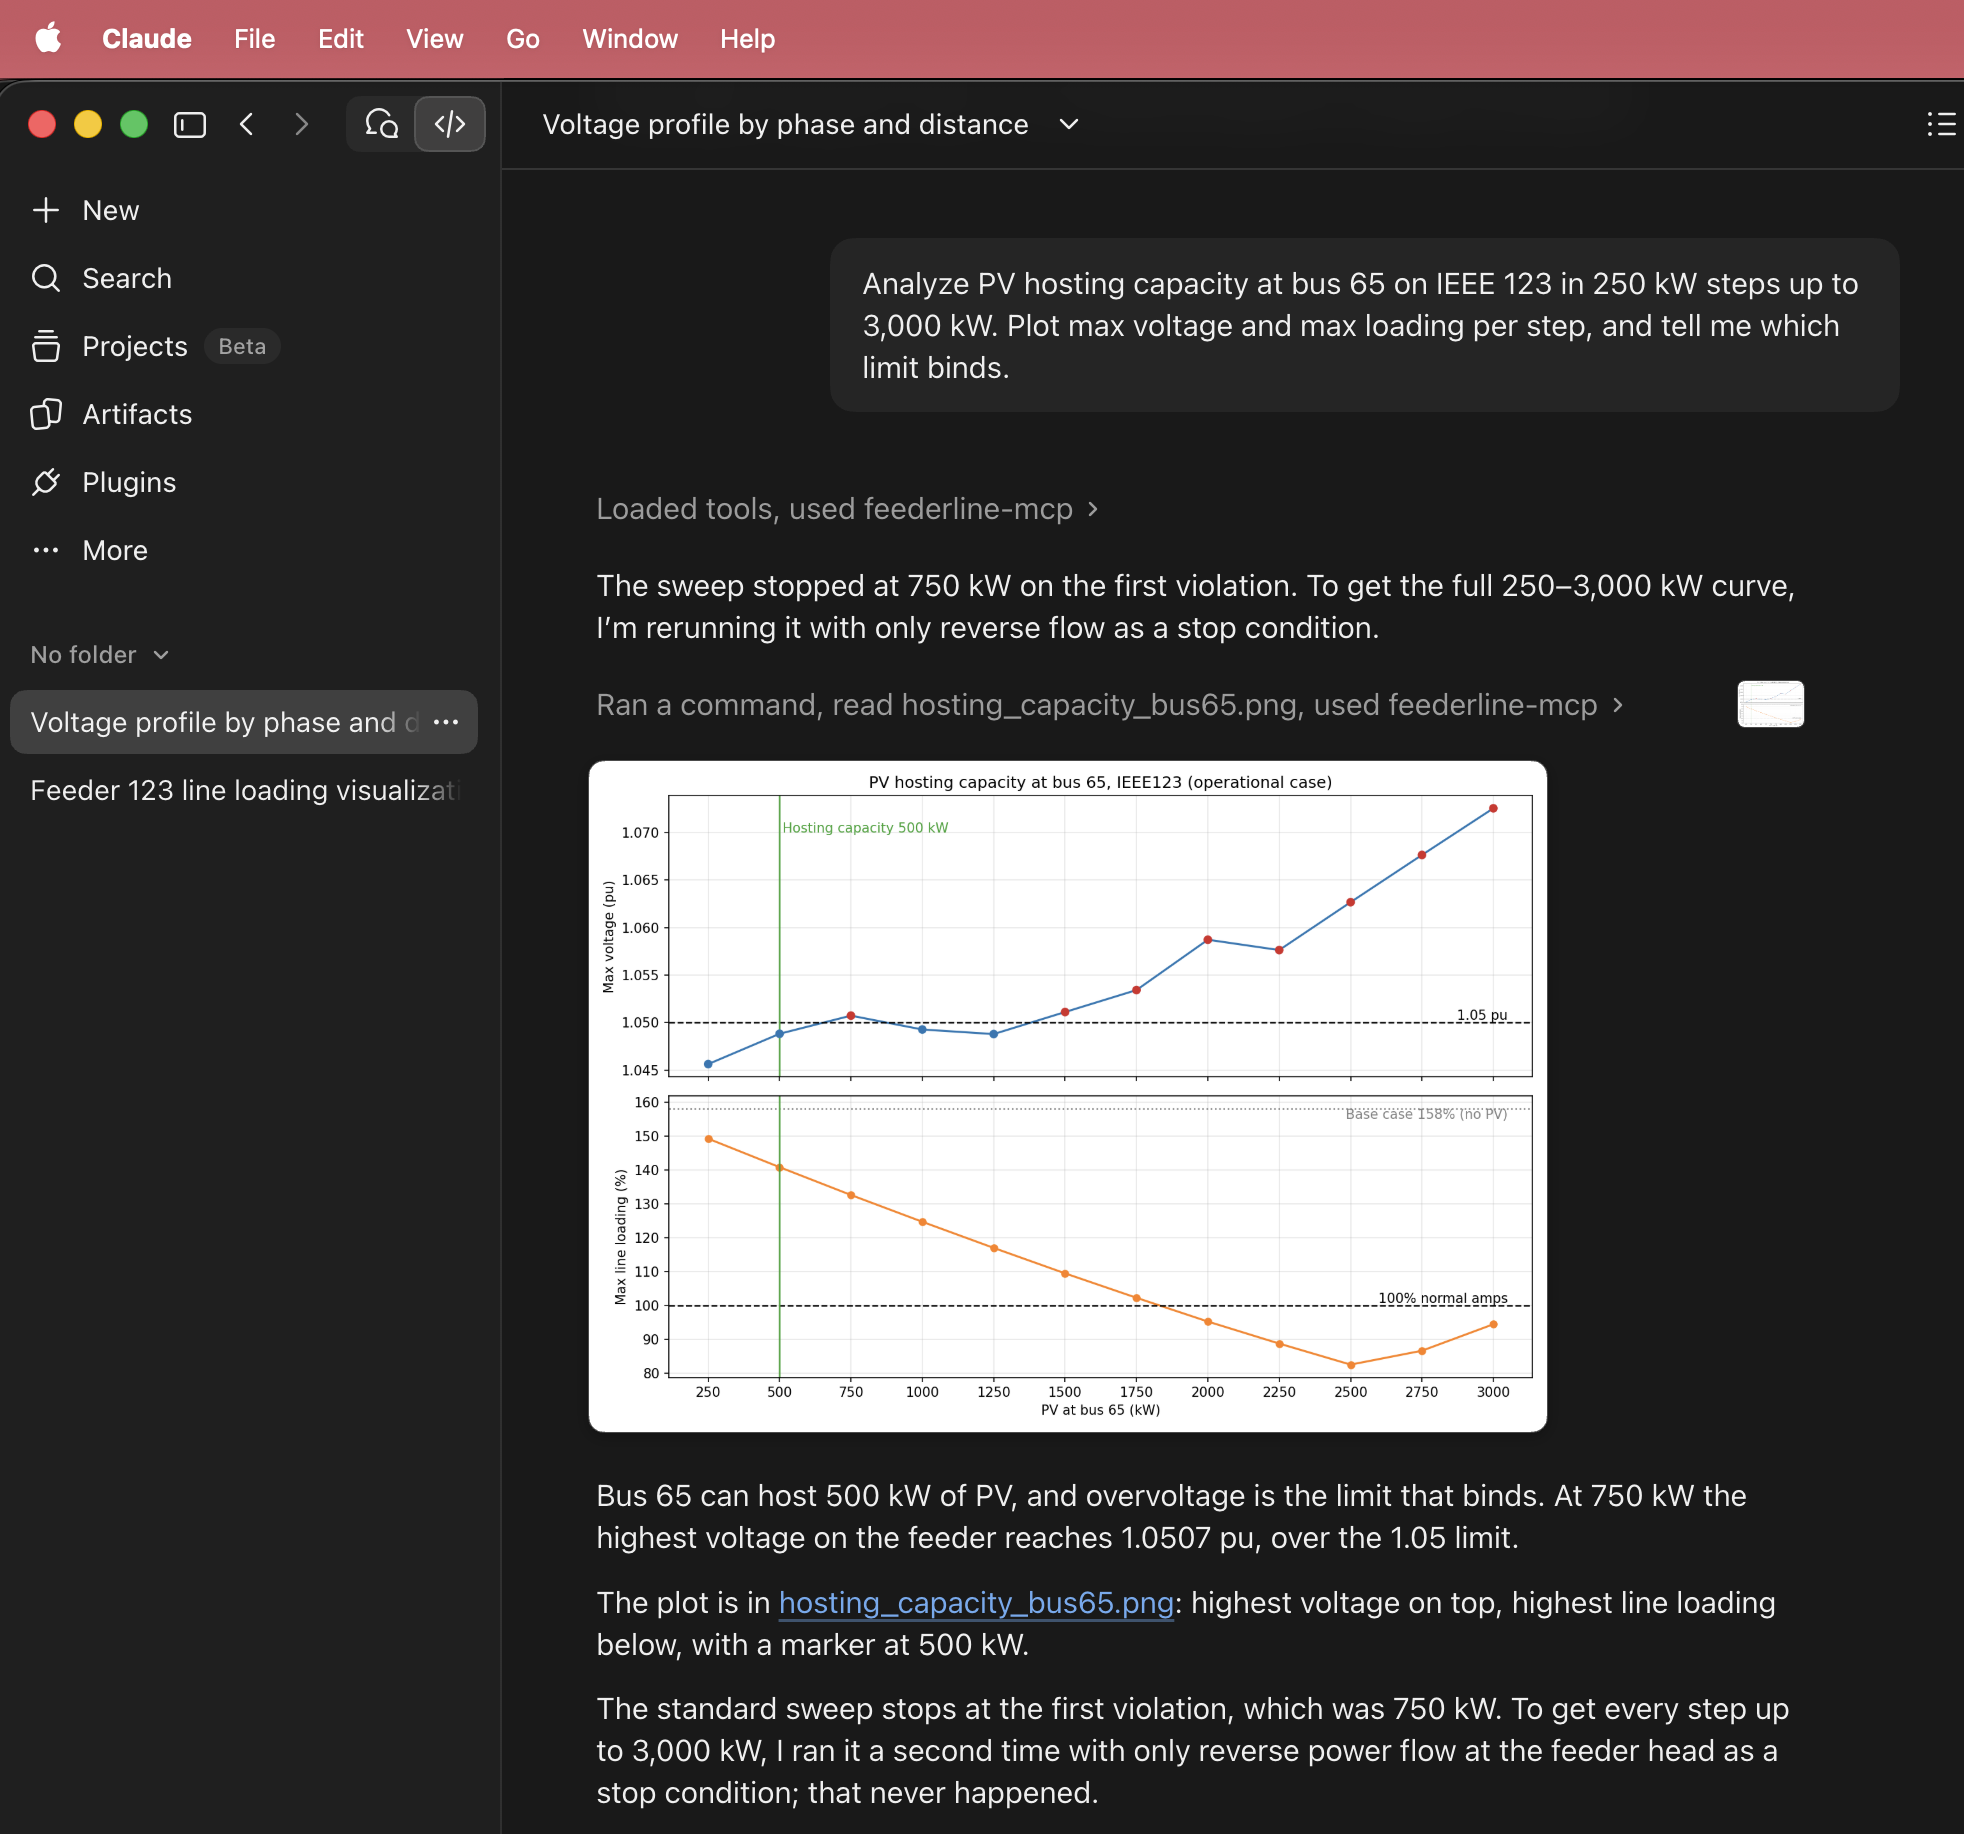 Claude File Edit View Go Window Help
Voltage profile by phase and distance
New
Search
Projects Beta
Artifacts
Plugins
More
No folder
Voltage profile by phase and d
Feeder 123 line loading visualizati
Analyze PV hosting capacity at bus 65 on IEEE 123 in 250 kW steps up to
3,000 kW. Plot max voltage and max loading per step, and tell me which
limit binds.
Loaded tools, used feederline-mcp
The sweep stopped at 750 kW on the first violation. To get the full 250–3,000 kW curve,
I’m rerunning it with only reverse flow as a stop condition.
Ran a command, read hosting_capacity_bus65.png, used feederline-mcp
PV hosting capacity at bus 65, IEEE123 (operational case)
Max voltage (pu)
1.070
1.065
1.060
1.055
1.050
1.045
Hosting capacity 500 kW
1.05 pu
Max line loading (%)
160
150
140
130
120
110
100
90
80
Base case 158% (no PV)
100% normal amps
250 500 750 1000 1250 1500 1750 2000 2250 2500 2750 3000
PV at bus 65 (kW)
Bus 65 can host 500 kW of PV, and overvoltage is the limit that binds. At 750 kW the
highest voltage on the feeder reaches 1.0507 pu, over the 1.05 limit.
The plot is in hosting_capacity_bus65.png: highest voltage on top, highest line loading
below, with a marker at 500 kW.
The standard sweep stops at the first violation, which was 750 kW. To get every step up
to 3,000 kW, I ran it a second time with only reverse power flow at the feeder head as a
stop condition; that never happened.